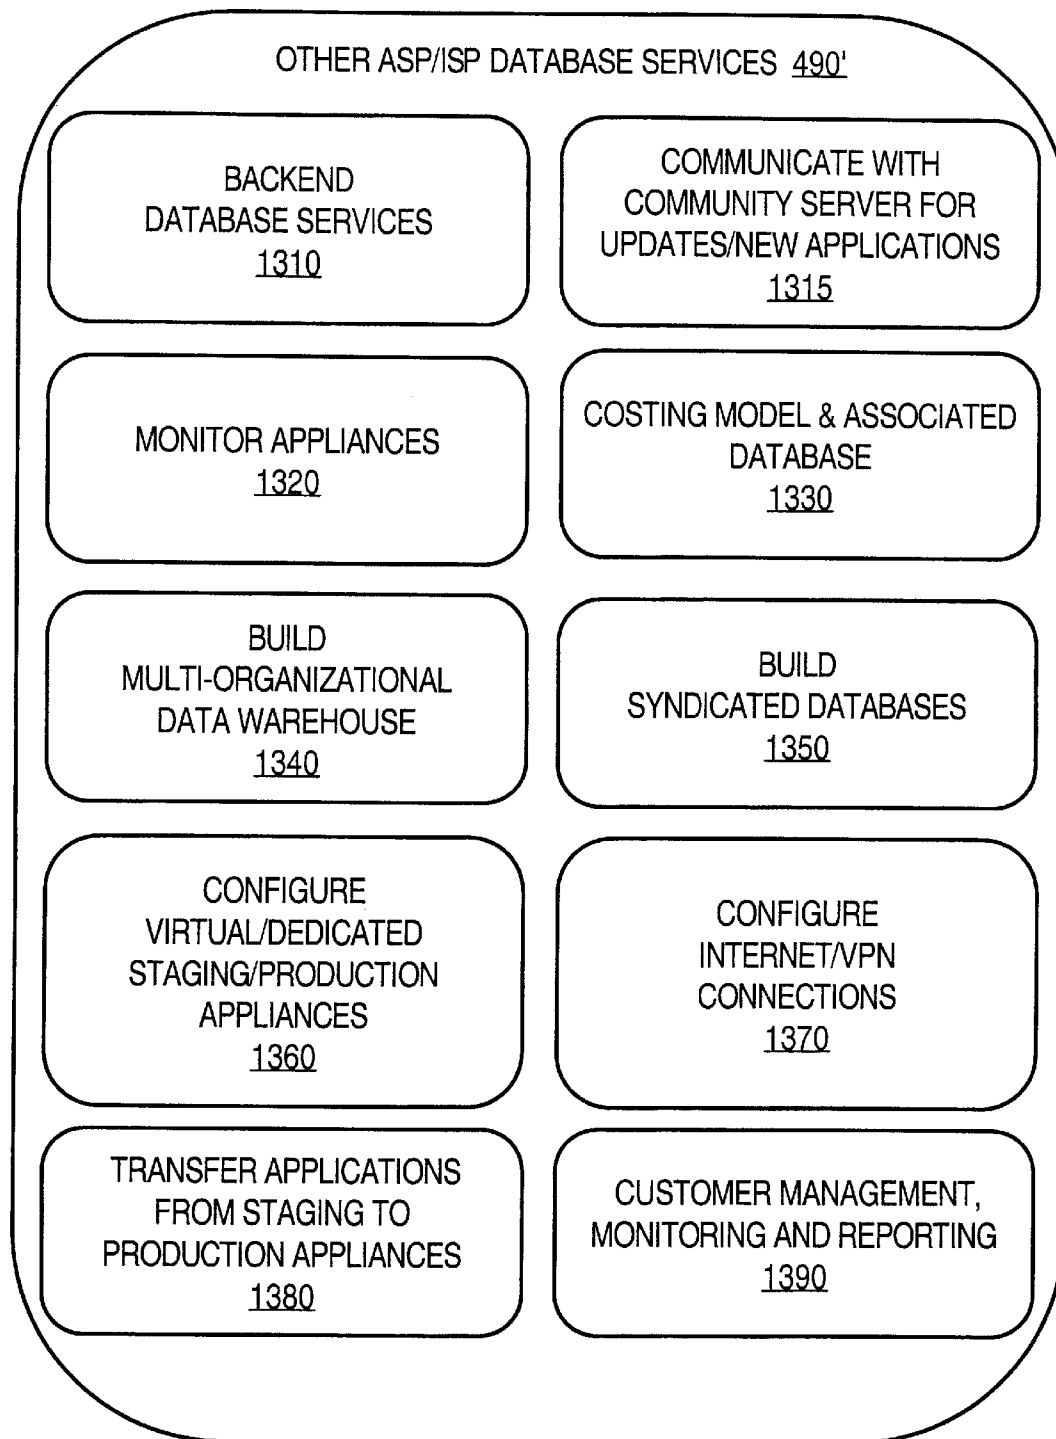 OTHER ASP/ISP DATABASE SERVICES 490'
BACKEND
DATABASE SERVICES
1310
COMMUNICATE WITH
COMMUNITY SERVER FOR
UPDATES/NEW APPLICATIONS
1315
MONITOR APPLIANCES
1320
COSTING MODEL & ASSOCIATED
DATABASE
1330
BUILD
MULTI-ORGANIZATIONAL
DATA WAREHOUSE
1340
BUILD
SYNDICATED DATABASES
1350
CONFIGURE
VIRTUAL/DEDICATED
STAGING/PRODUCTION
APPLIANCES
1360
CONFIGURE
INTERNET/VPN
CONNECTIONS
1370
TRANSFER APPLICATIONS
FROM STAGING TO
PRODUCTION APPLIANCES
1380
CUSTOMER MANAGEMENT,
MONITORING AND REPORTING
1390